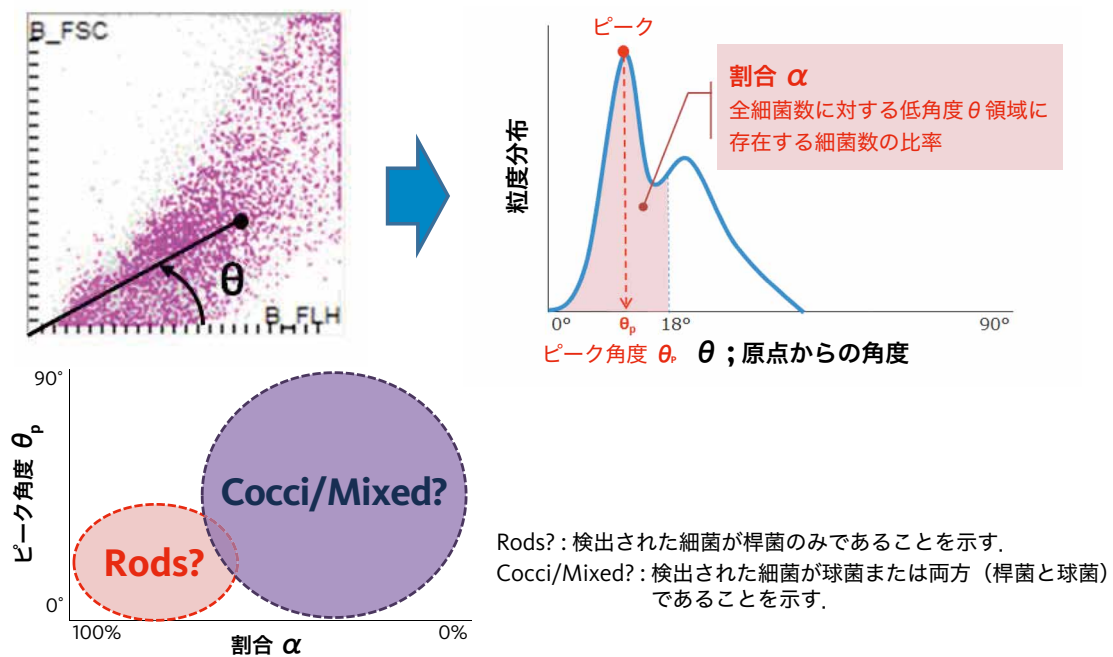 B_FSC
θ
B_FLH
ピーク
割合 α
全細菌数に対する低角度θ領域に
存在する細菌数の比率
粒度分布
0°
θp
18°
90°
ピーク角度 θP
θ ; 原点からの角度
90°
ピーク角度 θp
0°
Cocci/Mixed?
Rods?
100%
0%
割合 α
Rods? : 検出された細菌が桿菌のみであることを示す.
Cocci/Mixed? : 検出された細菌が球菌または両方（桿菌と球菌）
であることを示す.